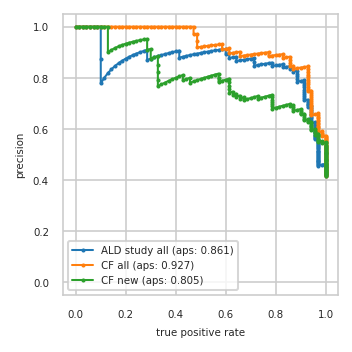 1.0
0.8
0.6
0.4
0.2
0.0
precision
ALD study all (aps: 0.861)
CF all (aps: 0.927)
CF new (aps: 0.805)
0.0 0.2 0.4 0.6 0.8 1.0
true positive rate